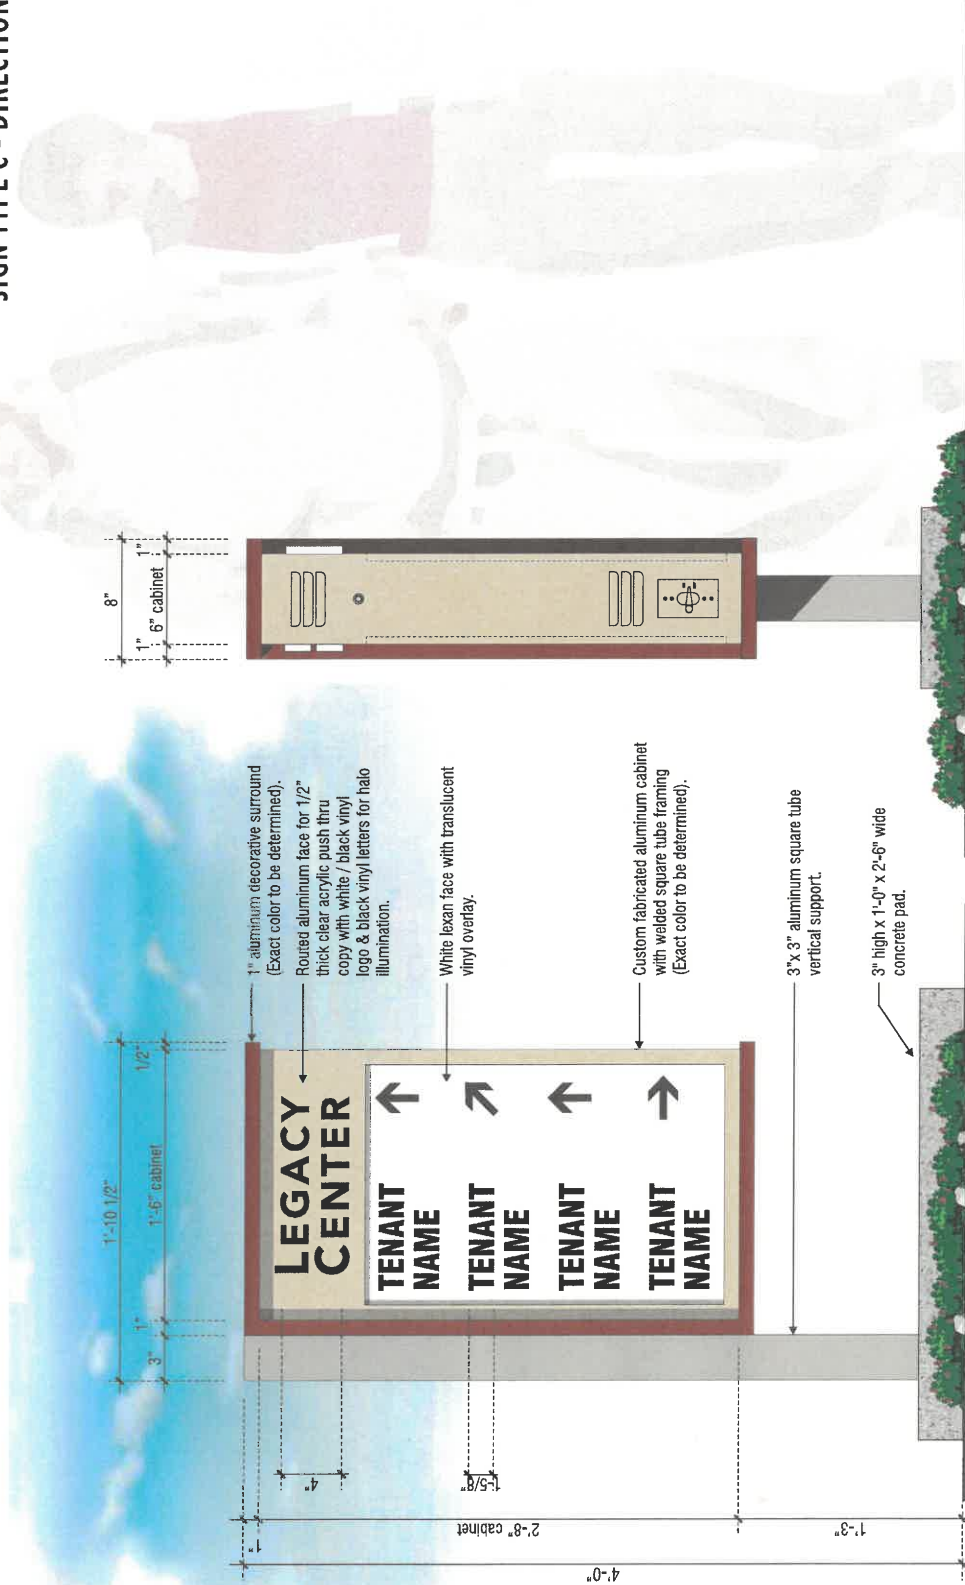 1'-10 1/2"
3"
1"
1'-6" cabinet
1/2"
8"
1"
6" cabinet
1"
LEGACY
CENTER
TENANT
NAME
TENANT
NAME
TENANT
NAME
TENANT
NAME
1" aluminum decorative surround
(Exact color to be determined).
Routed aluminum face for 1/2"
thick clear acrylic push thru
copy with white / black vinyl
logo & black vinyl letters for halo
illumination.
White lexan face with translucent
vinyl overlay.
Custom fabricated aluminum cabinet
with welded square tube framing
(Exact color to be determined).
3"x 3" aluminum square tube
vertical support.
3" high x 1'-0" x 2'-6" wide
concrete pad.
4"
1'-5/8"
1"
2'-8" cabinet
1'-3"
4'-0"